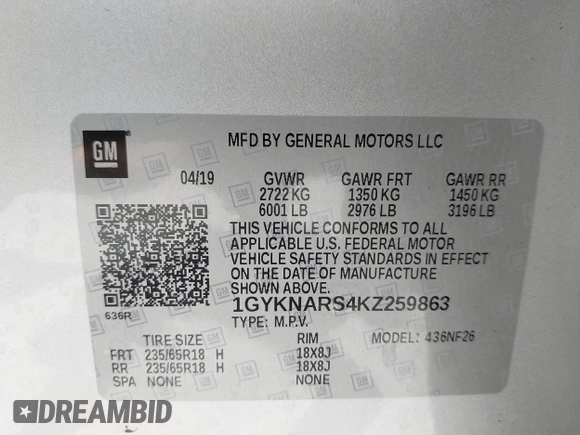 GM
MFD BY GENERAL MOTORS LLC
04/19 GVWR GAWR FRT GAWR RR
2722 KG 1350 KG 1450 KG
6001 LB 2976 LB 3196 LB
THIS VEHICLE CONFORMS TO ALL
APPLICABLE U.S. FEDERAL MOTOR
VEHICLE SAFETY STANDARDS IN EFFECT
ON THE DATE OF MANUFACTURE
SHOWN ABOVE.
636R
1GYKNARS4KZ259863
TYPE: M.P.V. MODEL: 436NF26
TIRE SIZE RIM
FRT 235/65R18 H 18X8J
RR 235/65R18 H 18X8J
SPA NONE NONE
DREAMBID